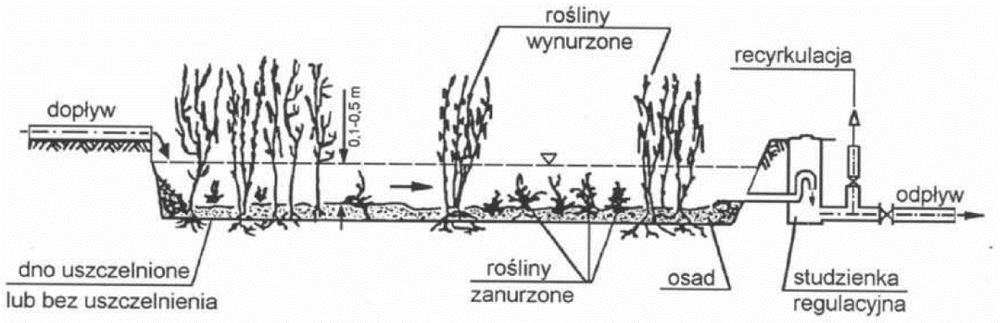 rośliny
wynurzone
recyrkulacja
dopływ
0,1-0,5 m
odpływ
dno uszczelnione
lub bez uszczelnienia
rośliny
zanurzone
osad
studzienka
regulacyjna